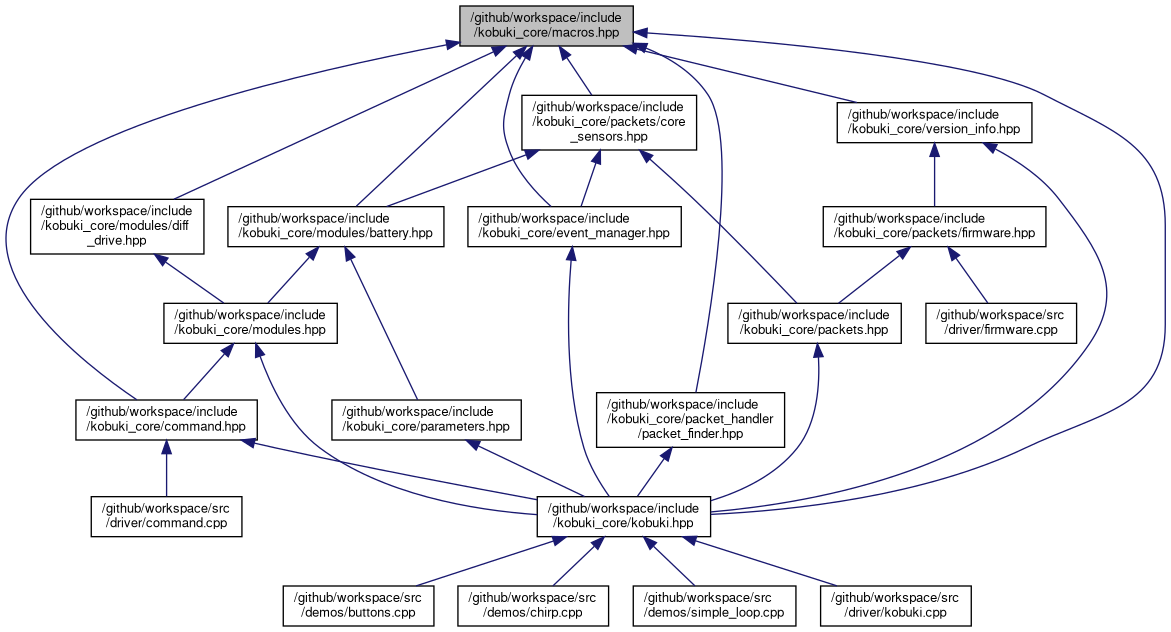 /github/workspace/include
/kobuki_core/macros.hpp
/github/workspace/include
/kobuki_core/packets/core
_sensors.hpp
/github/workspace/include
/kobuki_core/version_info.hpp
/github/workspace/include
/kobuki_core/modules/diff
_drive.hpp
/github/workspace/include
/kobuki_core/modules/battery.hpp
/github/workspace/include
/kobuki_core/event_manager.hpp
/github/workspace/include
/kobuki_core/packets/firmware.hpp
/github/workspace/include
/kobuki_core/modules.hpp
/github/workspace/include
/kobuki_core/packets.hpp
/github/workspace/src
/driver/firmware.cpp
/github/workspace/include
/kobuki_core/command.hpp
/github/workspace/include
/kobuki_core/parameters.hpp
/github/workspace/include
/kobuki_core/packet_handler
/packet_finder.hpp
/github/workspace/src
/driver/command.cpp
/github/workspace/include
/kobuki_core/kobuki.hpp
/github/workspace/src
/demos/buttons.cpp
/github/workspace/src
/demos/chirp.cpp
/github/workspace/src
/demos/simple_loop.cpp
/github/workspace/src
/driver/kobuki.cpp